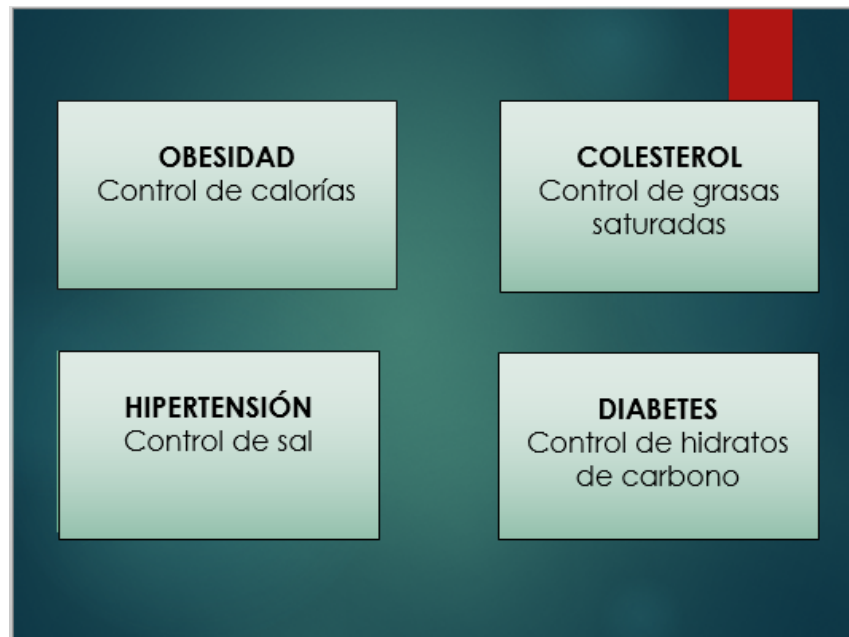 OBESIDAD
Control de calorías
COLESTEROL
Control de grasas
saturadas
HIPERTENSIÓN
Control de sal
DIABETES
Control de hidratos
de carbono